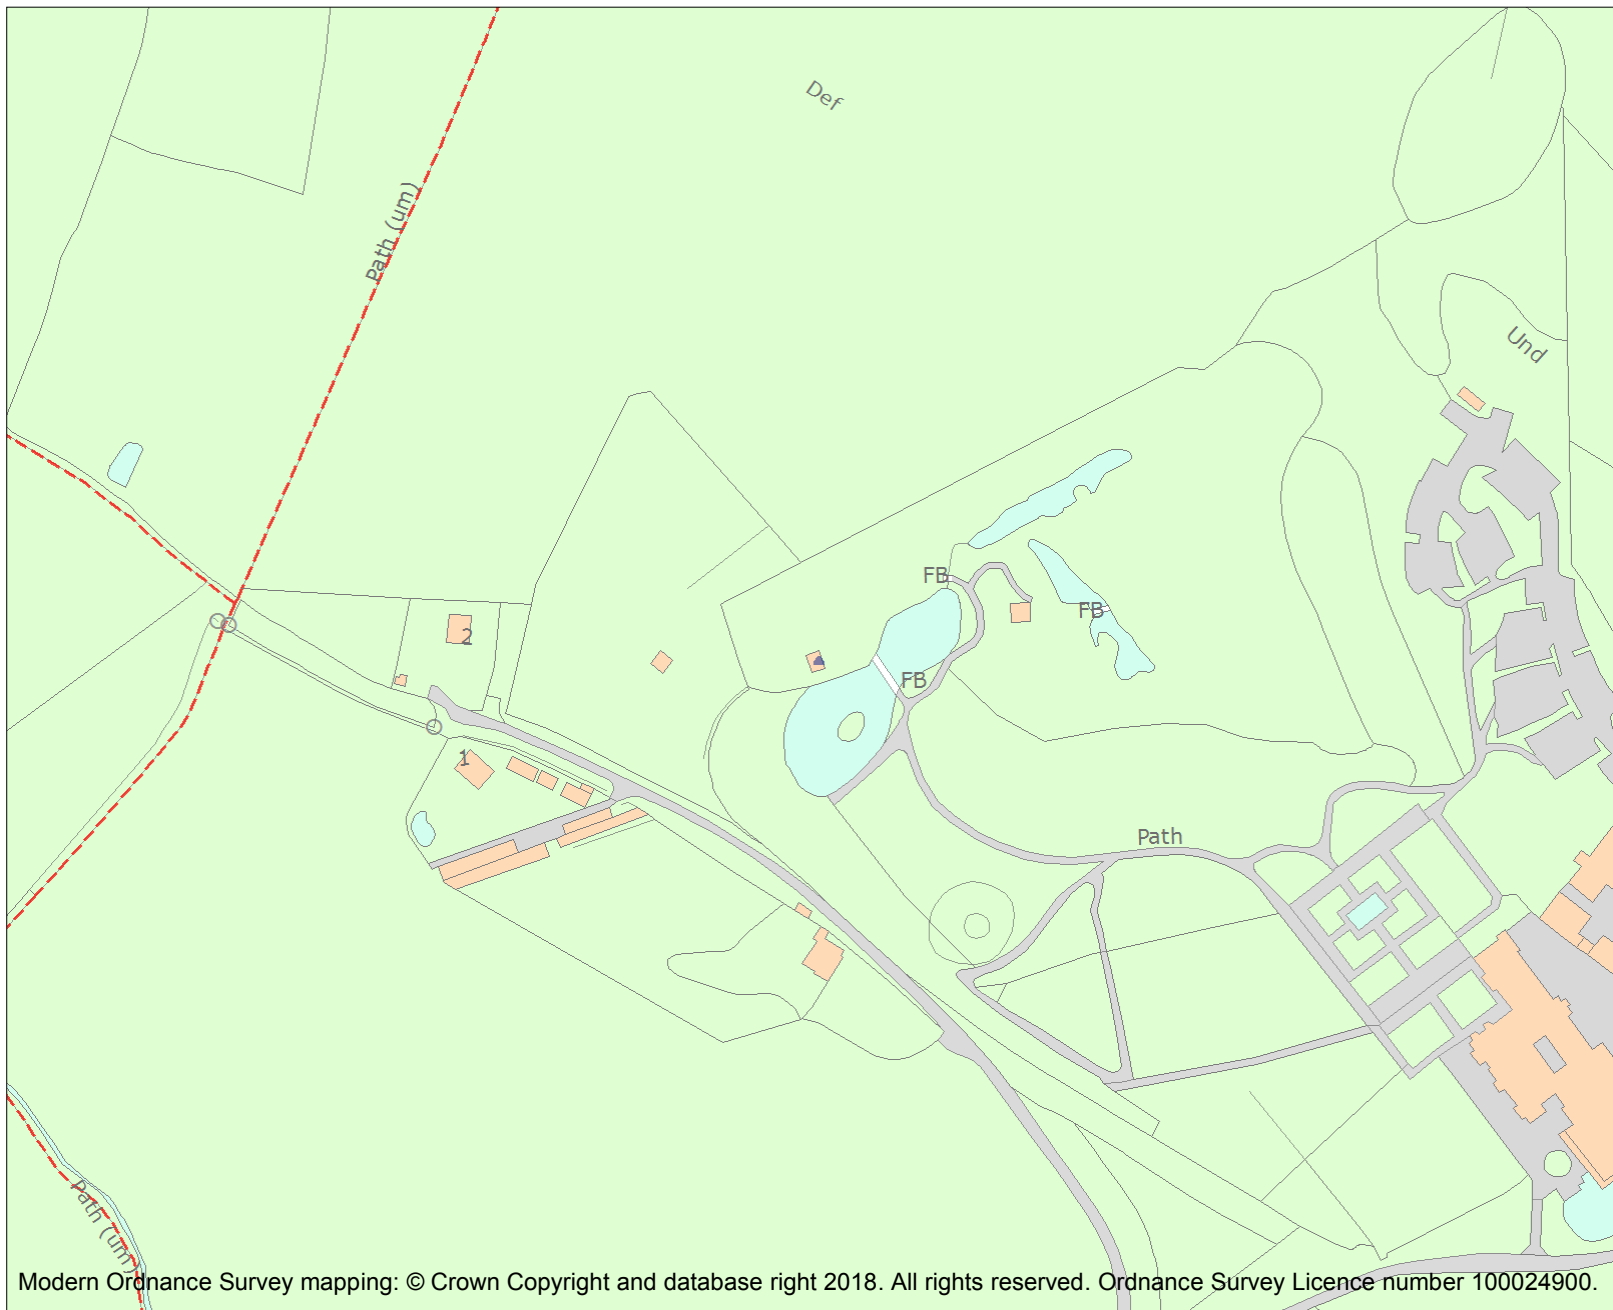 Def
Path (um)
Und
FB
FB
2
FB
1
Path
Path (um)
Modern Ordnance Survey mapping: © Crown Copyright and database right 2018. All rights reserved. Ordnance Survey Licence number 100024900.